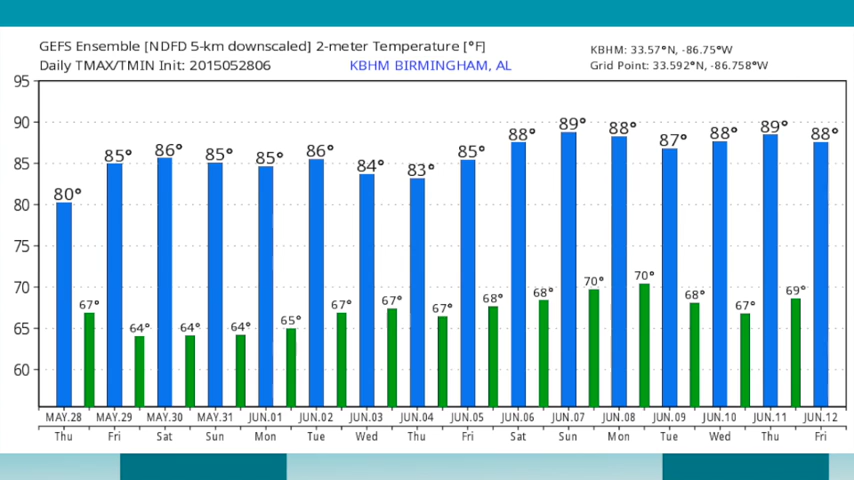 GEFS Ensemble [NDFD 5-km downscaled] 2-meter Temperature [°F]
KBHM: 33.57°N, -86.75°W
Daily TMAX/TMIN Init: 2015052806
KBHM BIRMINGHAM, AL
Grid Point: 33.592°N, -86.758°W
95
90
85
80
75
70
65
60
80° 85° 86° 85° 85° 86° 84° 83° 85° 88° 89° 88° 87° 88° 89° 88°
67° 64° 64° 64° 65° 67° 67° 67° 68° 68° 70° 70° 68° 67° 69°
MAY.28 MAY.29 MAY.30 MAY.31 JUN.01 JUN.02 JUN.03 JUN.04 JUN.05 JUN.06 JUN.07 JUN.08 JUN.09 JUN.10 JUN.11 JUN.12
Thu Fri Sat Sun Mon Tue Wed Thu Fri Sat Sun Mon Tue Wed Thu Fri